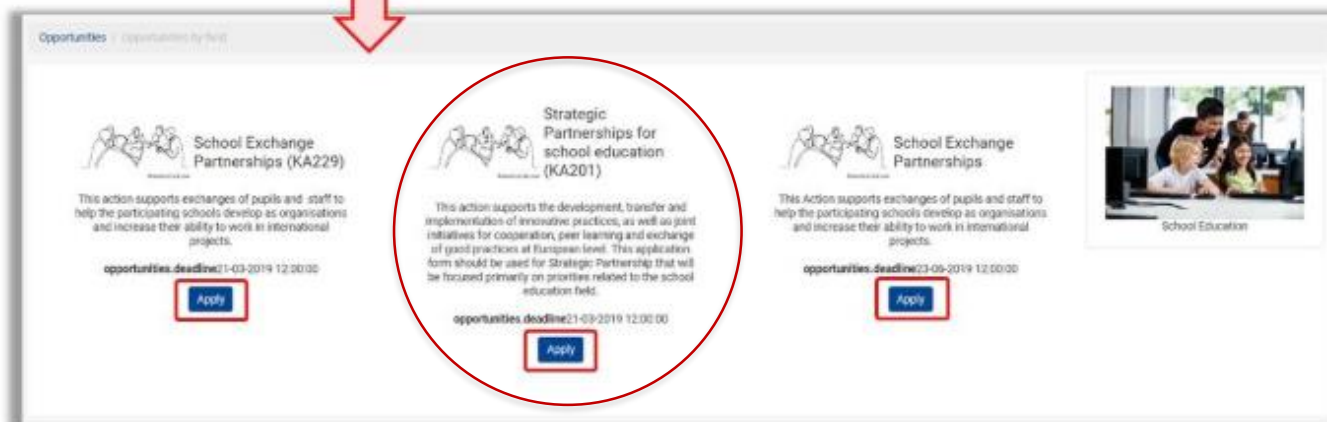 Opportunities / Opportunities by field
School Exchange
Partnerships (KA229)
This action supports exchanges of pupils and staff to
help the participating schools develop as organisations
and increase their ability to work in international
projects.
opportunities.deadline21-03-2019 12:00:00
Apply
Strategic
Partnerships for
school education
(KA201)
This action supports the development, transfer and
implementation of innovative practices, as well as joint
initiatives for cooperation, peer learning and exchange
of good practices at European level. This application
form should be used for Strategic Partnership that will
be focused primarily on priorities related to the school
education field.
opportunities.deadline21-03-2019 12:00:00
Apply
School Exchange
Partnerships
This Action supports exchanges of pupils and staff to
help the participating schools develop as organisations
and increase their ability to work in international
projects.
opportunities.deadline23-06-2019 12:00:00
Apply
School Education